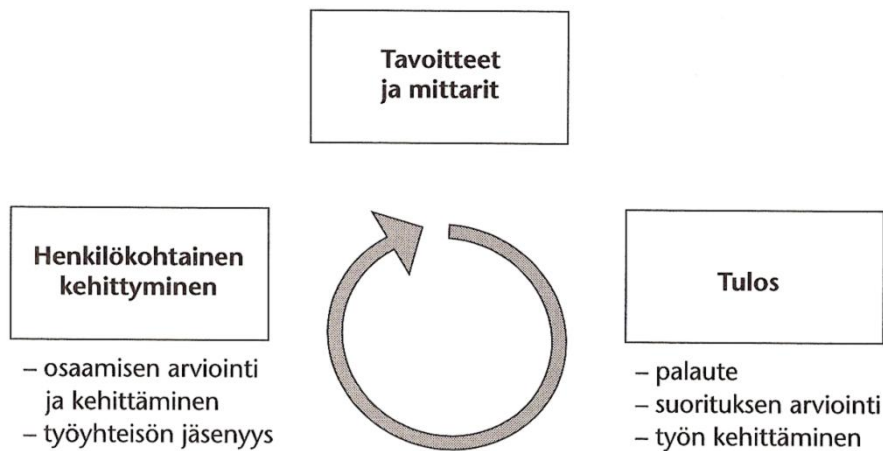 Tavoitteet
ja mittarit
Henkilökohtainen
kehittyminen
– osaamisen arviointi
ja kehittäminen
– työyhteisön jäsenyys
Tulos
– palaute
– suorituksen arviointi
– työn kehittäminen